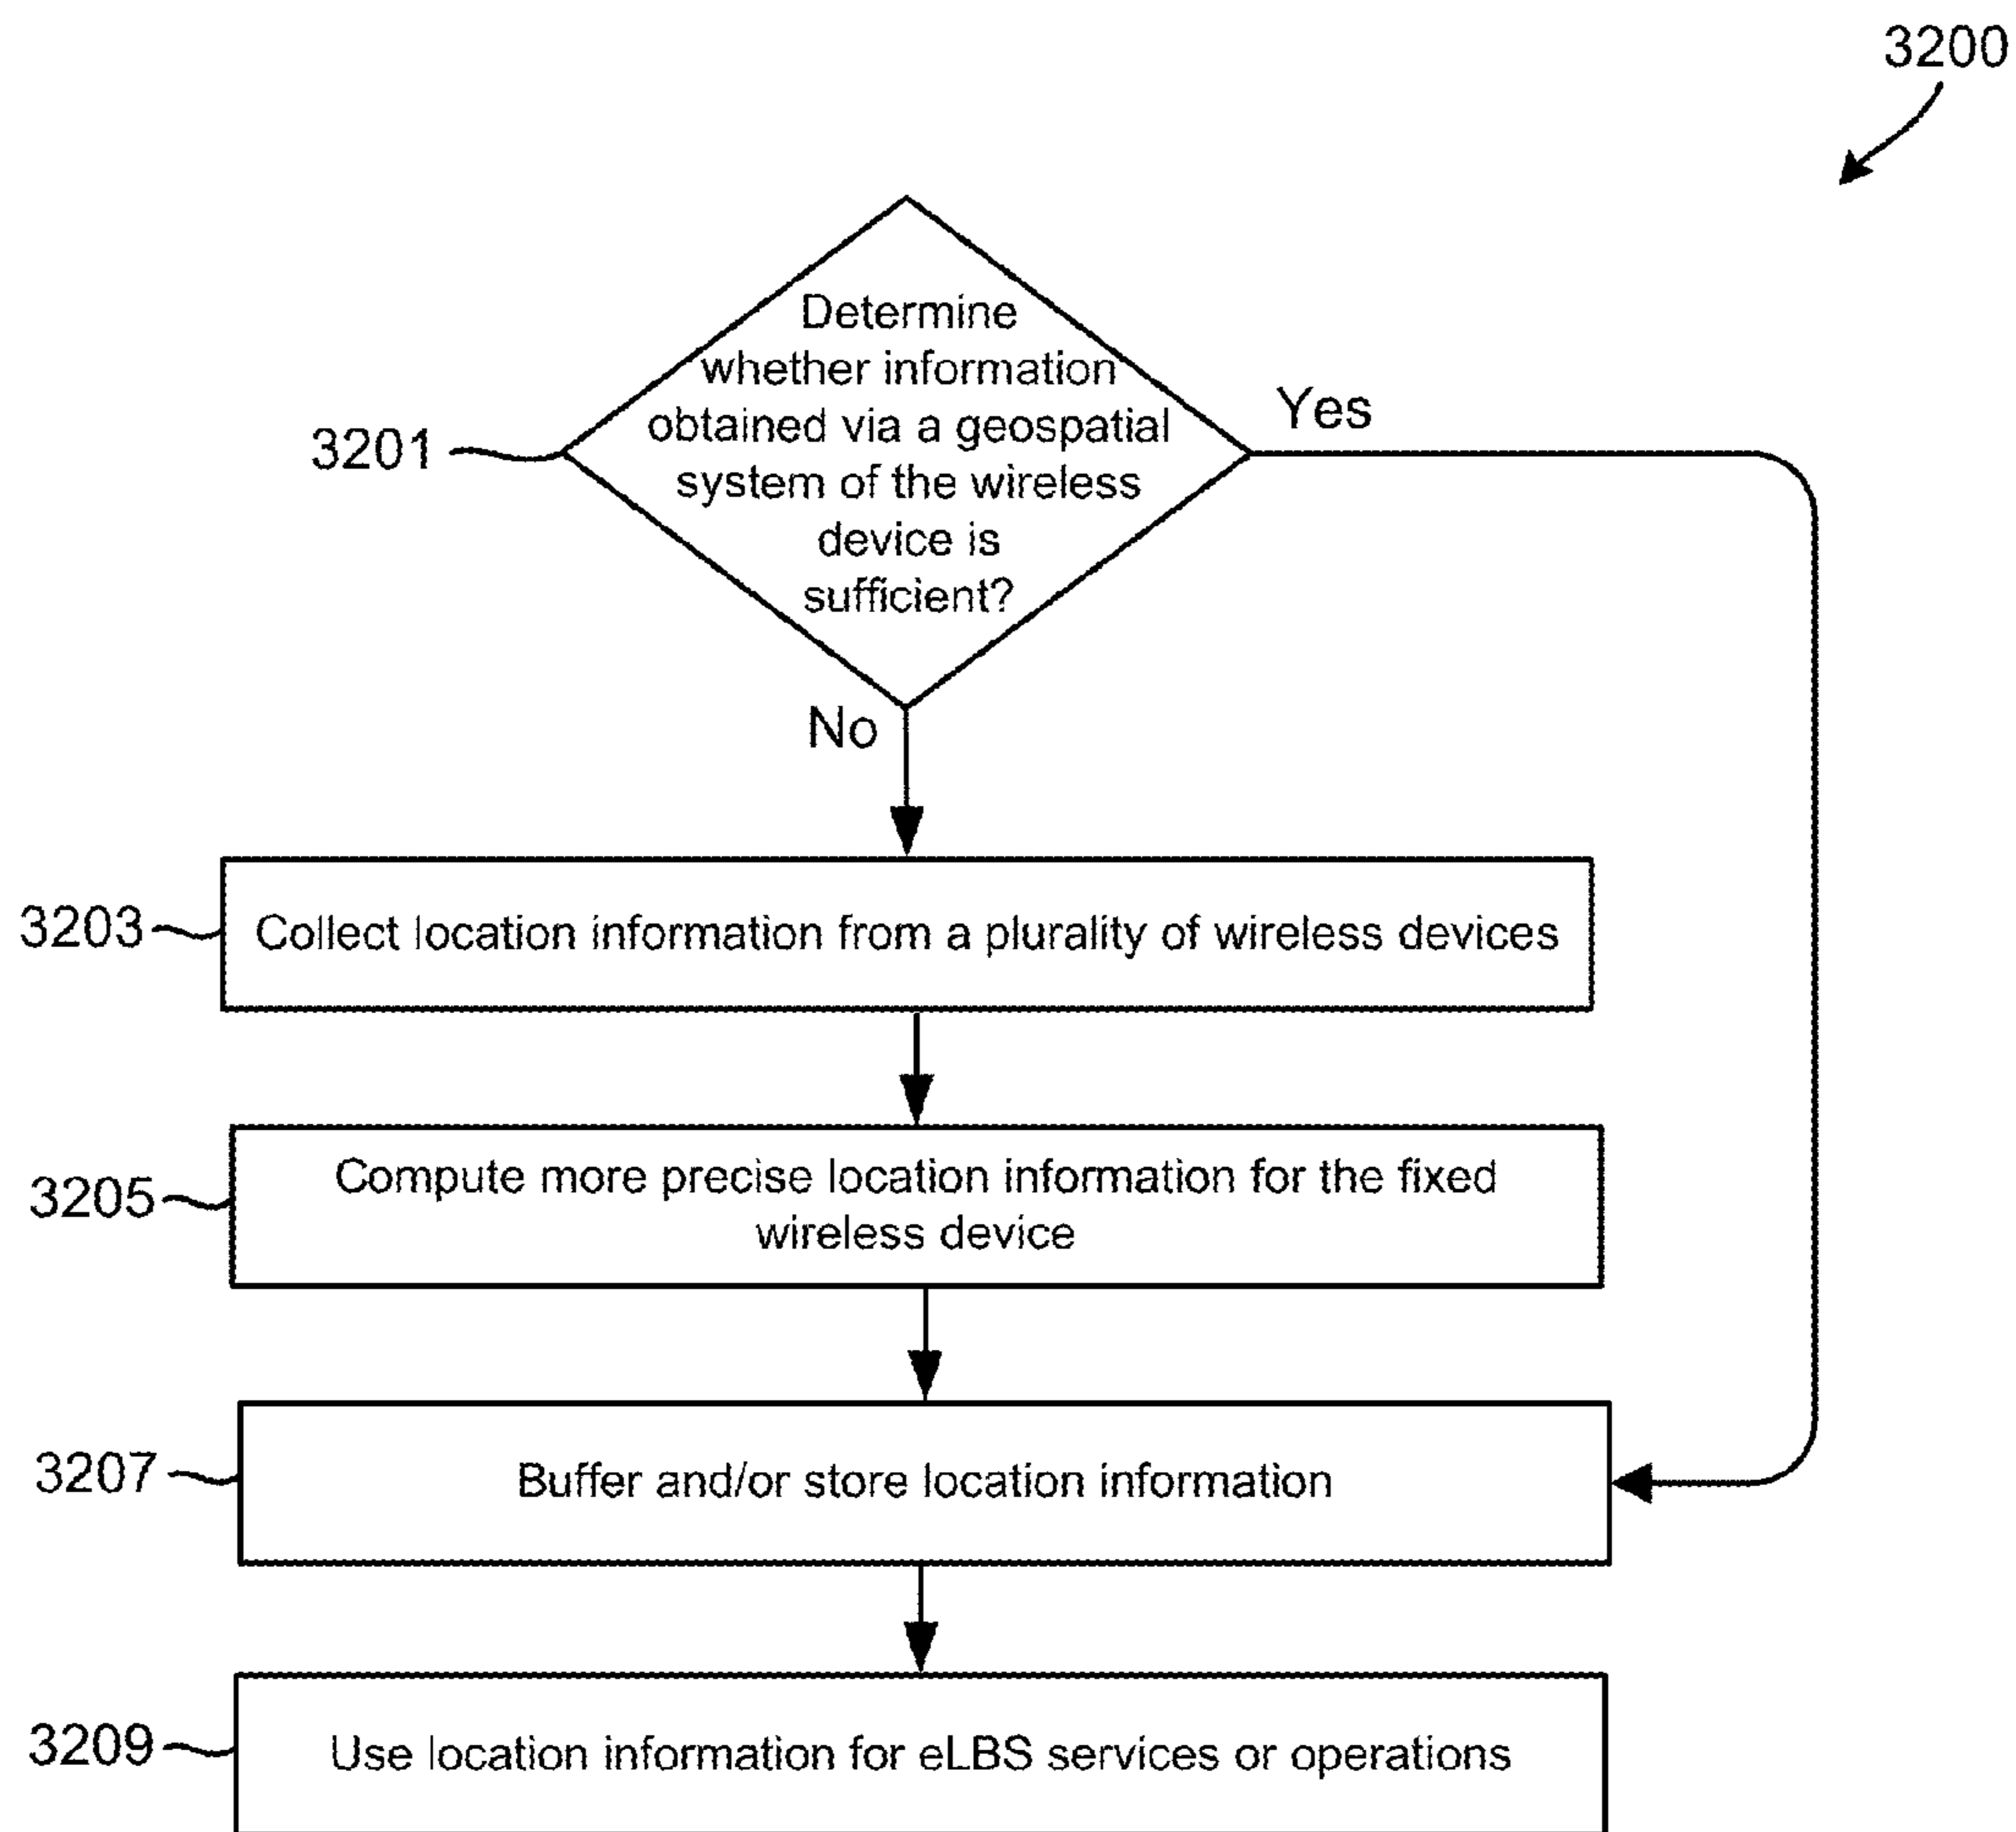 3200
Determine
whether information
obtained via a geospatial
system of the wireless
device is
sufficient?
3201
Yes
No
3203
Collect location information from a plurality of wireless devices
3205
Compute more precise location information for the fixed
wireless device
3207
Buffer and/or store location information
3209
Use location information for eLBS services or operations